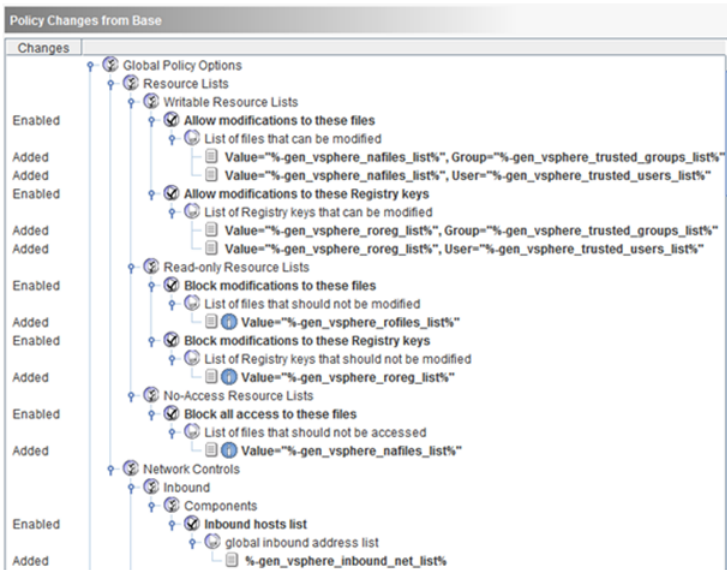 Policy Changes from Base
Changes
Global Policy Options
Resource Lists
Writable Resource Lists
Enabled Allow modifications to these files
List of files that can be modified
Added Value="%-gen_vsphere_nafiles_list%", Group="%-gen_vsphere_trusted_groups_list%"
Added Value="%-gen_vsphere_nafiles_list%", User="%-gen_vsphere_trusted_users_list%"
Enabled Allow modifications to these Registry keys
List of Registry keys that can be modified
Added Value="%-gen_vsphere_roreg_list%", Group="%-gen_vsphere_trusted_groups_list%"
Added Value="%-gen_vsphere_roreg_list%", User="%-gen_vsphere_trusted_users_list%"
Read-only Resource Lists
Enabled Block modifications to these files
List of files that should not be modified
Added Value="%-gen_vsphere_rofiles_list%"
Enabled Block modifications to these Registry keys
List of Registry keys that should not be modified
Added Value="%-gen_vsphere_roreg_list%"
No-Access Resource Lists
Enabled Block all access to these files
List of files that should not be accessed
Added Value="%-gen_vsphere_nafiles_list%"
Network Controls
Inbound
Components
Enabled Inbound hosts list
global inbound address list
Added %-gen_vsphere_inbound_net_list%